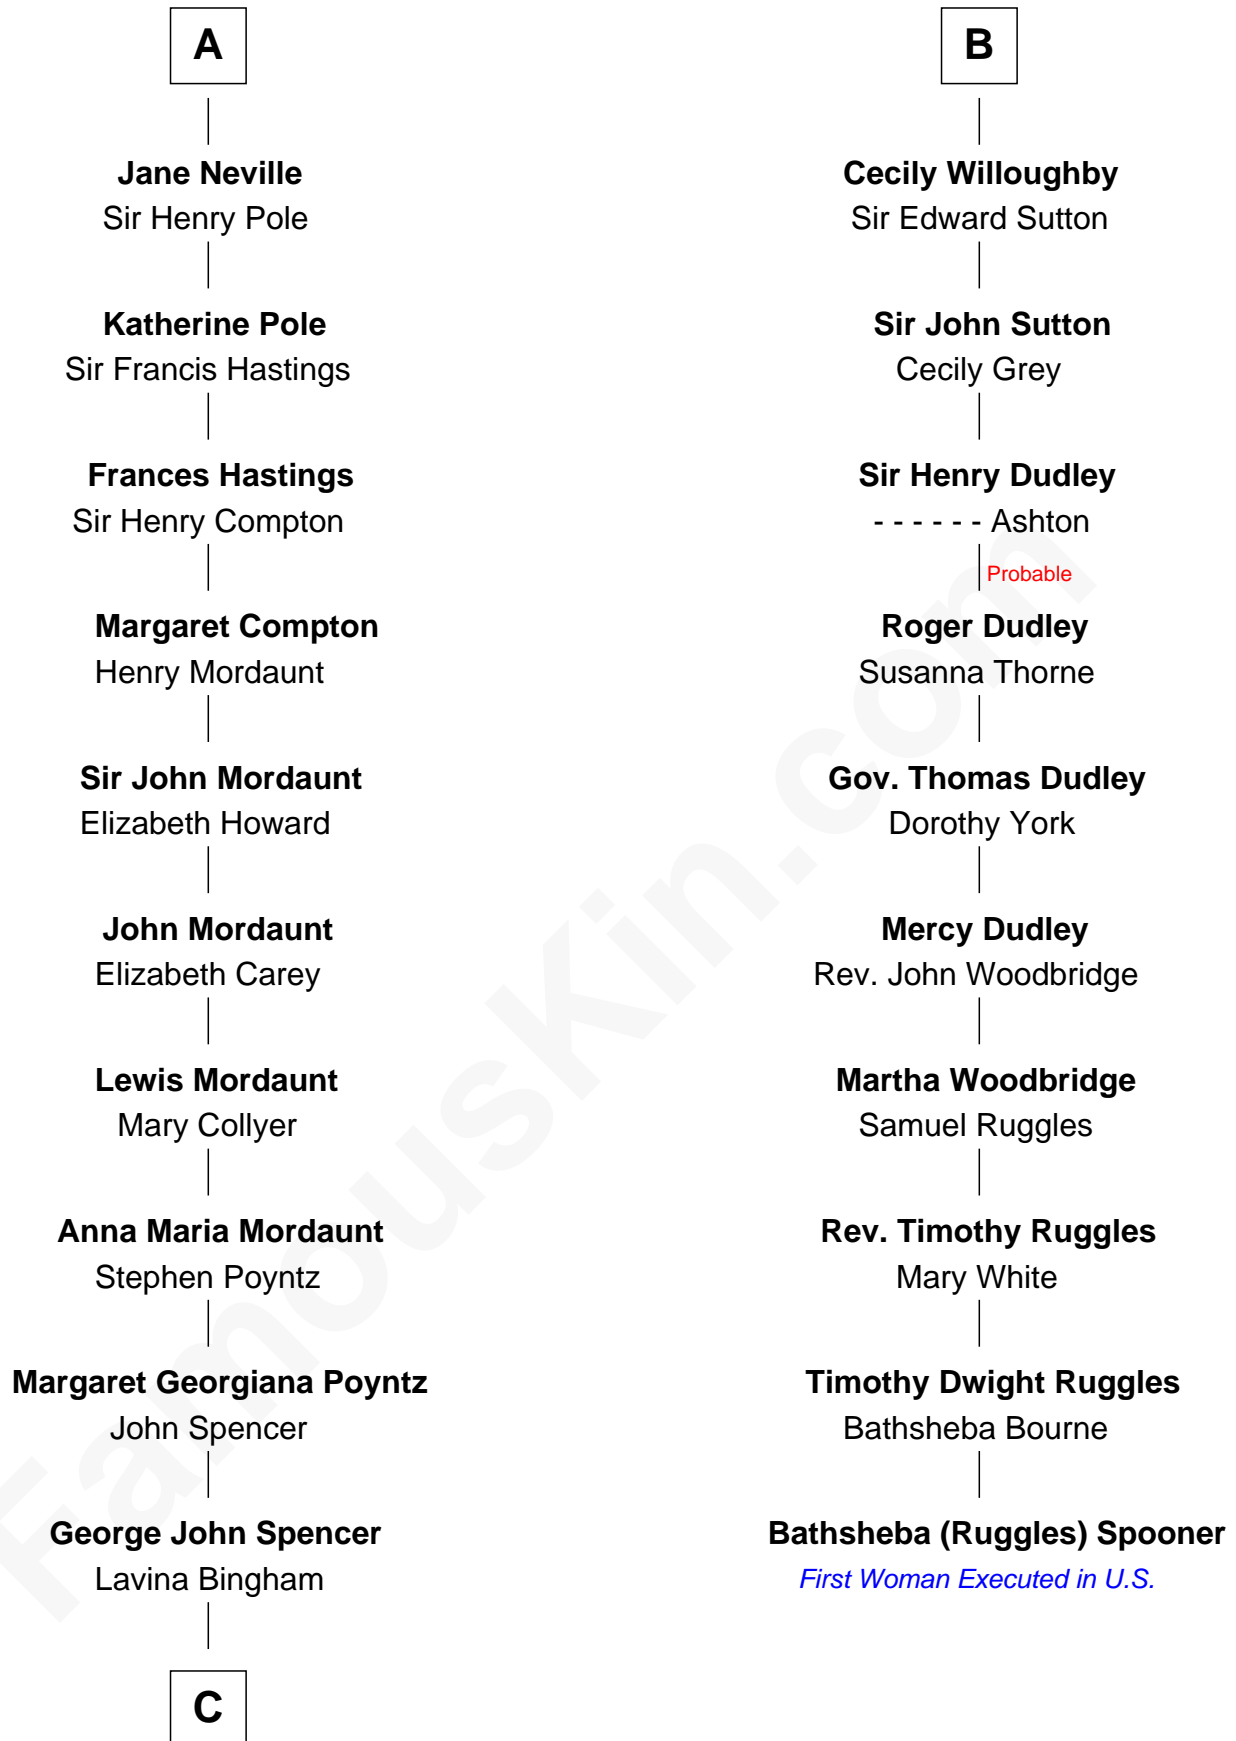 A
Jane Neville
Sir Henry Pole
Katherine Pole
Sir Francis Hastings
Frances Hastings
Sir Henry Compton
Margaret Compton
Henry Mordaunt
Sir John Mordaunt
Elizabeth Howard
John Mordaunt
Elizabeth Carey
Lewis Mordaunt
Mary Collyer
Anna Maria Mordaunt
Stephen Poyntz
Margaret Georgiana Poyntz
John Spencer
George John Spencer
Lavina Bingham
C
B
Cecily Willoughby
Sir Edward Sutton
Sir John Sutton
Cecily Grey
Sir Henry Dudley
- - - - - - Ashton
Probable
Roger Dudley
Susanna Thorne
Gov. Thomas Dudley
Dorothy York
Mercy Dudley
Rev. John Woodbridge
Martha Woodbridge
Samuel Ruggles
Rev. Timothy Ruggles
Mary White
Timothy Dwight Ruggles
Bathsheba Bourne
Bathsheba (Ruggles) Spooner
First Woman Executed in U.S.
FamousKin.com